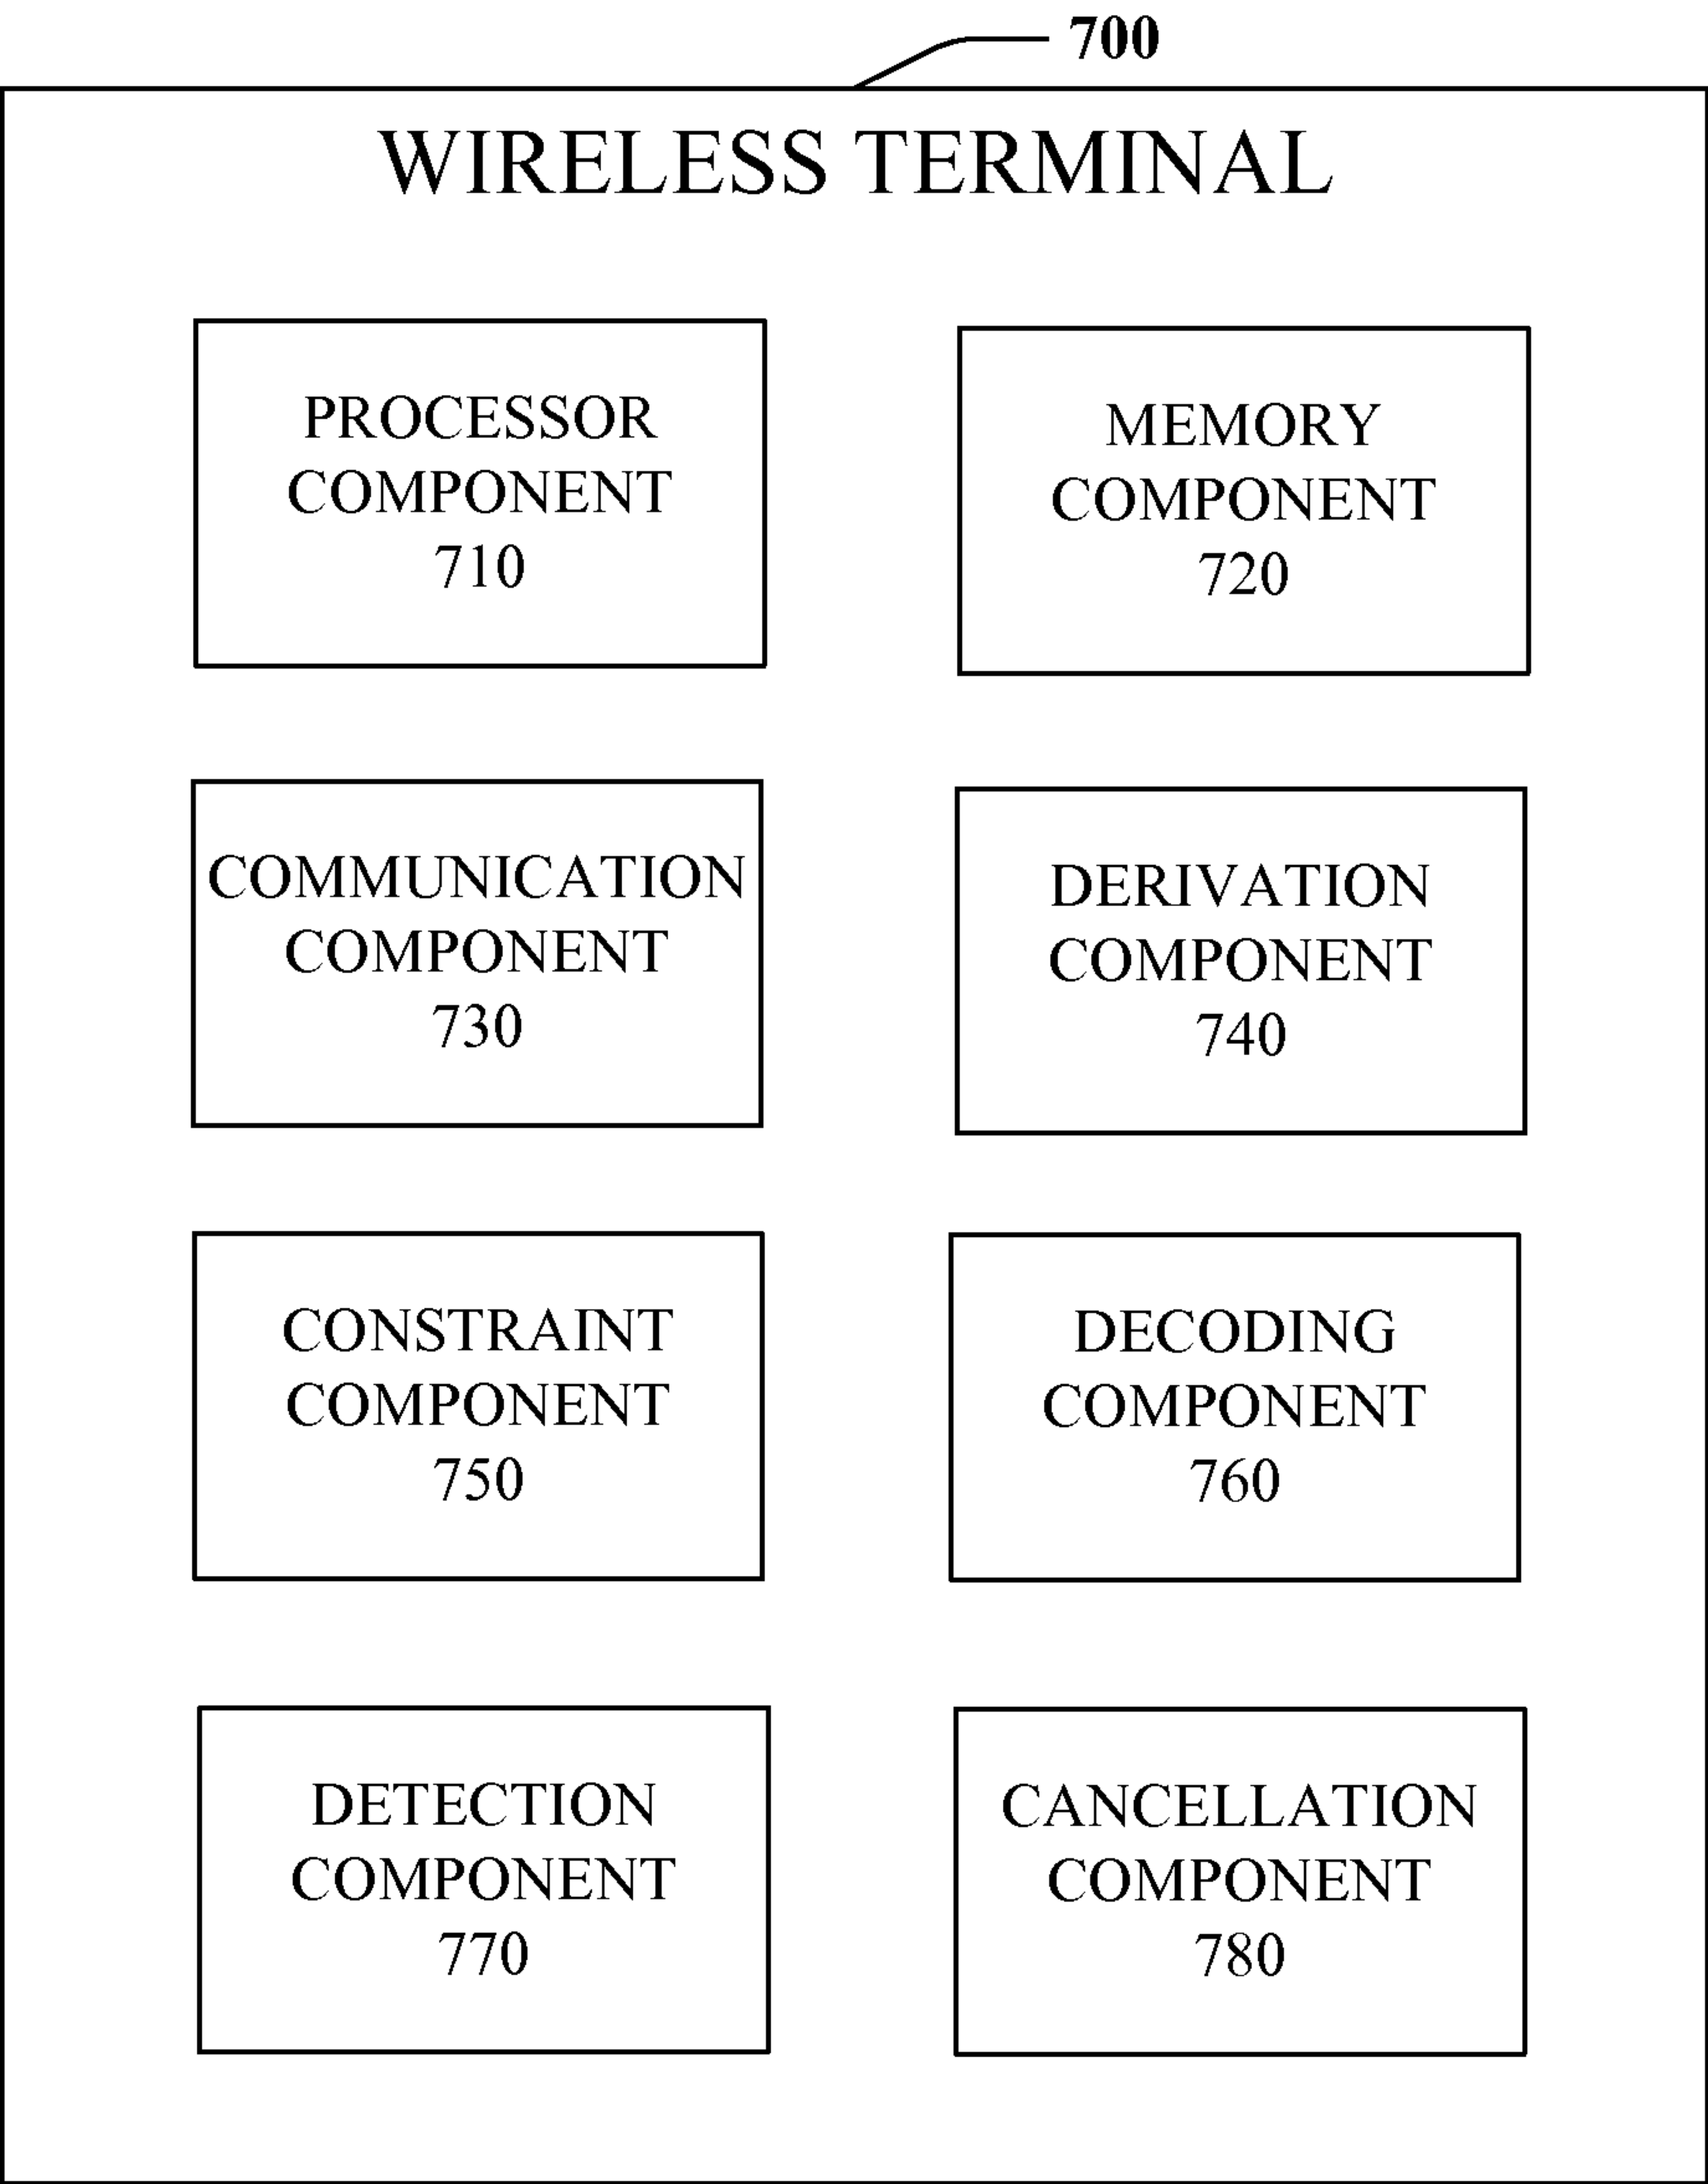 700
WIRELESS TERMINAL
PROCESSOR
COMPONENT
710
MEMORY
COMPONENT
720
COMMUNICATION
COMPONENT
730
DERIVATION
COMPONENT
740
CONSTRAINT
COMPONENT
750
DECODING
COMPONENT
760
DETECTION
COMPONENT
770
CANCELLATION
COMPONENT
780